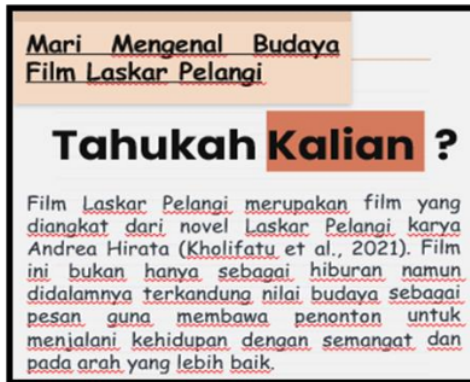 Mari Mengenal Budaya
Film Laskar Pelangi
Tahukah Kalian ?
Film Laskar Pelangi merupakan film yang
diangkat dari novel Laskar Pelangi karya
Andrea Hirata (Kholifatu et al., 2021). Film
ini bukan hanya sebagai hiburan namun
didalamnya terkandung nilai budaya sebagai
pesan guna membawa penonton untuk
menjalani kehidupan dengan semangat dan
pada arah yang lebih baik.